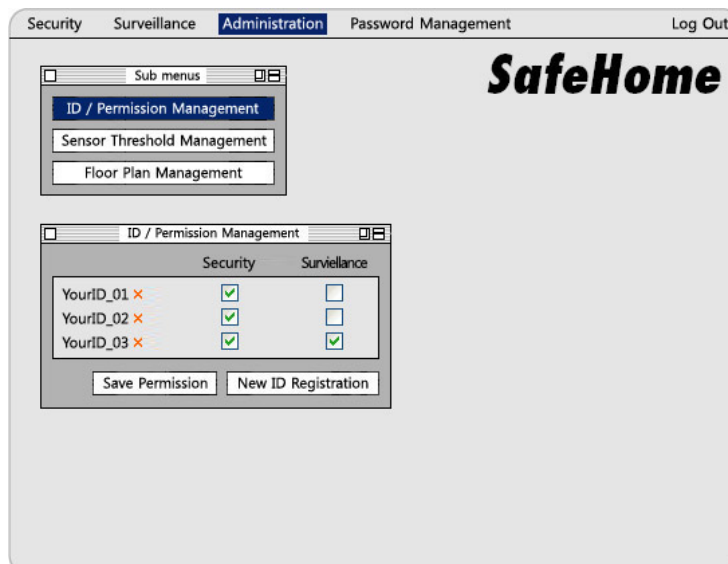 Security Surveillance Administration Password Management Log Out
SafeHome
Sub menus
ID / Permission Management
Sensor Threshold Management
Floor Plan Management
ID / Permission Management
Security Surviellance
YourID_01
YourID_02
YourID_03
Save Permission New ID Registration